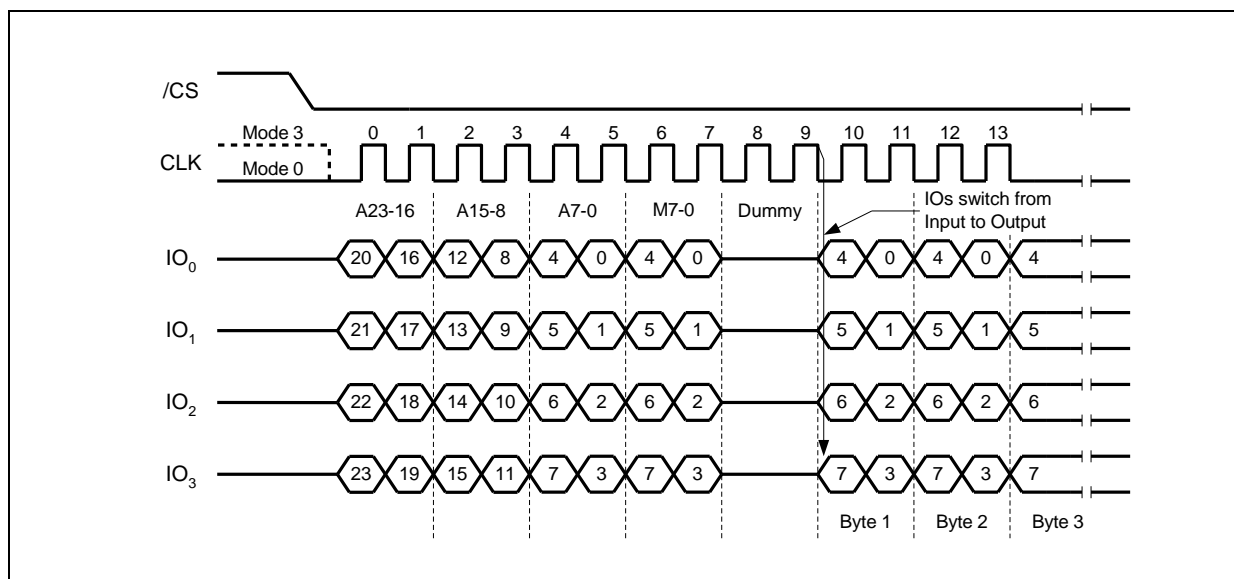 /CS
Mode 3
0 1 2 3 4 5 6 7 8 9 10 11 12 13
CLK
Mode 0
A23-16 A15-8 A7-0 M7-0 Dummy
IOs switch from
Input to Output
IO0 20 16 12 8 4 0 4 0 4 0 4 0 4
IO1 21 17 13 9 5 1 5 1 5 1 5 1 5
IO2 22 18 14 10 6 2 6 2 6 2 6 2 6
IO3 23 19 15 11 7 3 7 3 7 3 7 3 7
Byte 1 Byte 2 Byte 3